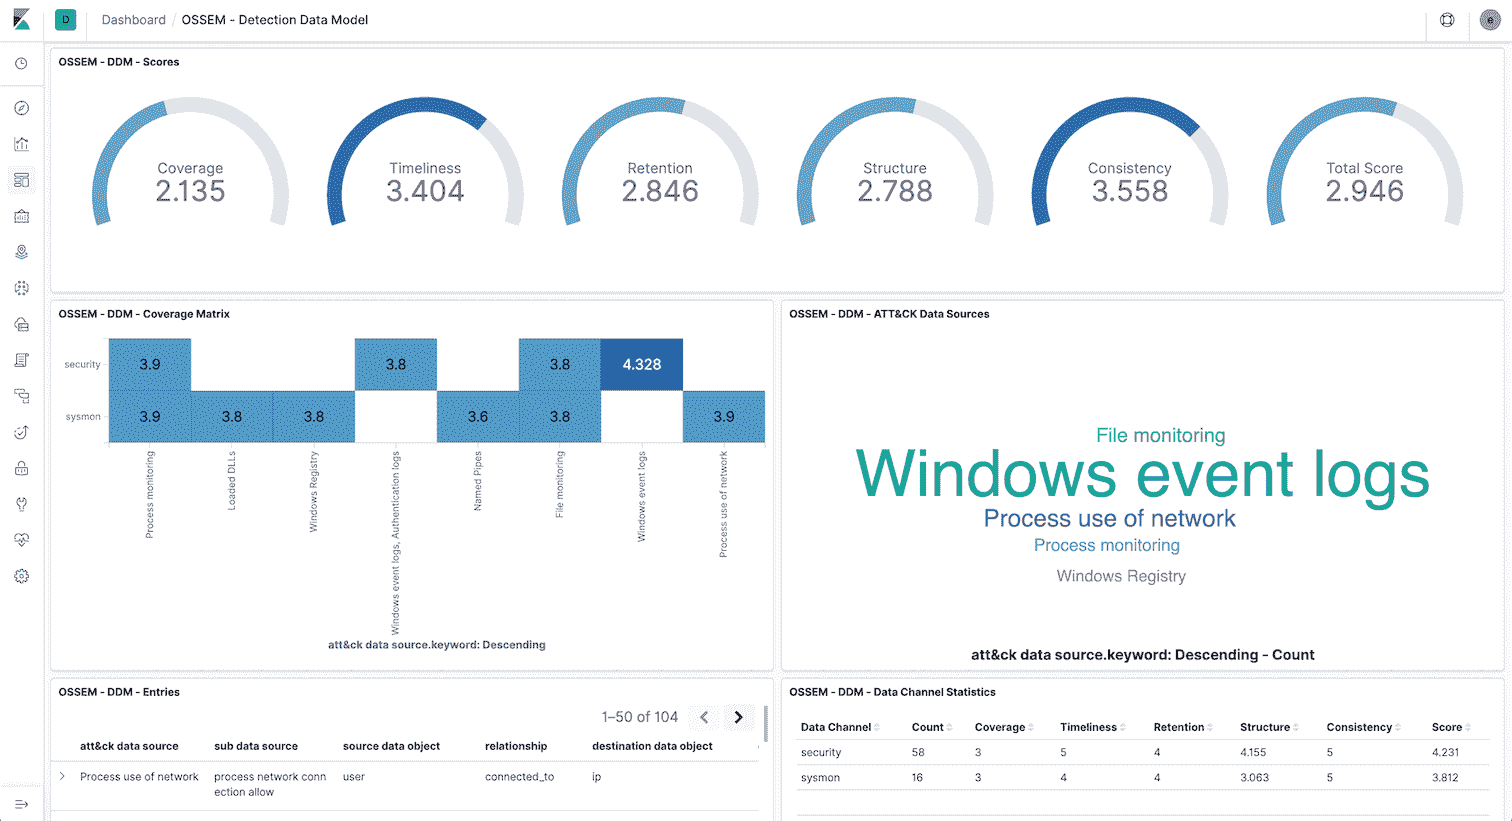 D Dashboard / OSSEM - Detection Data Model e
OSSEM - DDM - Scores
Coverage Timeliness Retention Structure Consistency Total Score
2.135 3.404 2.846 2.788 3.558 2.946
OSSEM - DDM - Coverage Matrix
security 3.9 3.8 3.8 4.328
sysmon 3.9 3.8 3.8 3.6 3.8 3.9
Process monitoring
Loaded DLLs
Windows Registry
Windows event logs, Authentication logs
Named Pipes
File monitoring
Windows event logs
Process use of network
att&ck data source.keyword: Descending
OSSEM - DDM - ATT&CK Data Sources
File monitoring
Windows event logs
Process use of network
Process monitoring
Windows Registry
att&ck data source.keyword: Descending - Count
OSSEM - DDM - Entries
1–50 of 104
att&ck data source sub data source source data object relationship destination data object
Process use of network process network conn user connected_to ip
ection allow
OSSEM - DDM - Data Channel Statistics
Data Channel Count Coverage Timeliness Retention Structure Consistency Score
security 58 3 5 4 4.155 5 4.231
sysmon 16 3 4 4 3.063 5 3.812